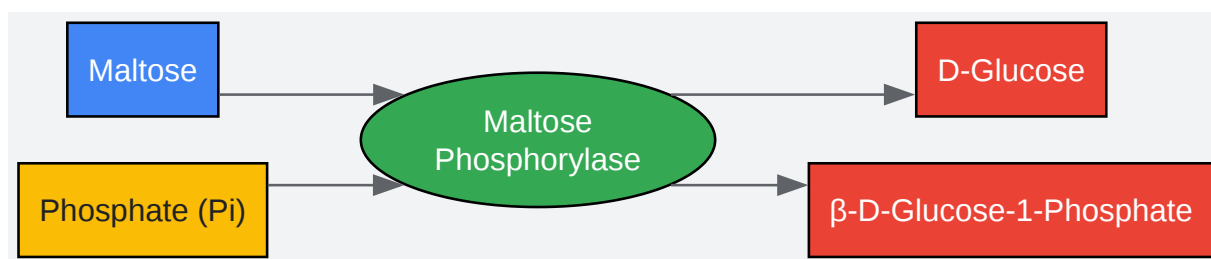 Maltose
D-Glucose
Maltose
Phosphorylase
Phosphate (Pi)
β-D-Glucose-1-Phosphate